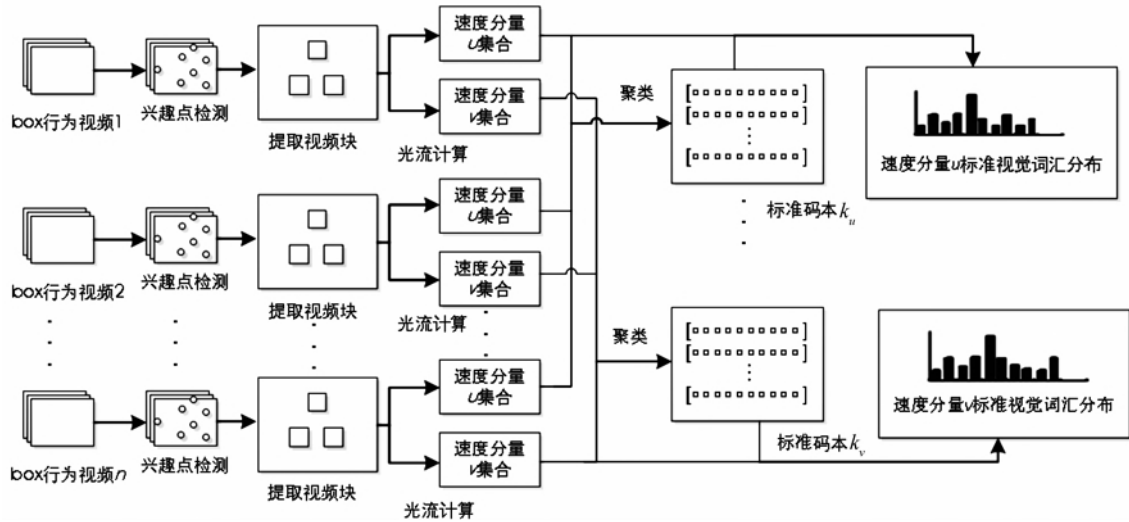 速度分量
u集合
box行为视频1
兴趣点检测
提取视频块
速度分量
v集合
光流计算
聚类
标准码本k_u
速度分量u标准视觉词汇分布
box行为视频2
兴趣点检测
提取视频块
速度分量
u集合
速度分量
v集合
光流计算
聚类
标准码本k_v
速度分量v标准视觉词汇分布
box行为视频n
兴趣点检测
提取视频块
速度分量
u集合
速度分量
v集合
光流计算